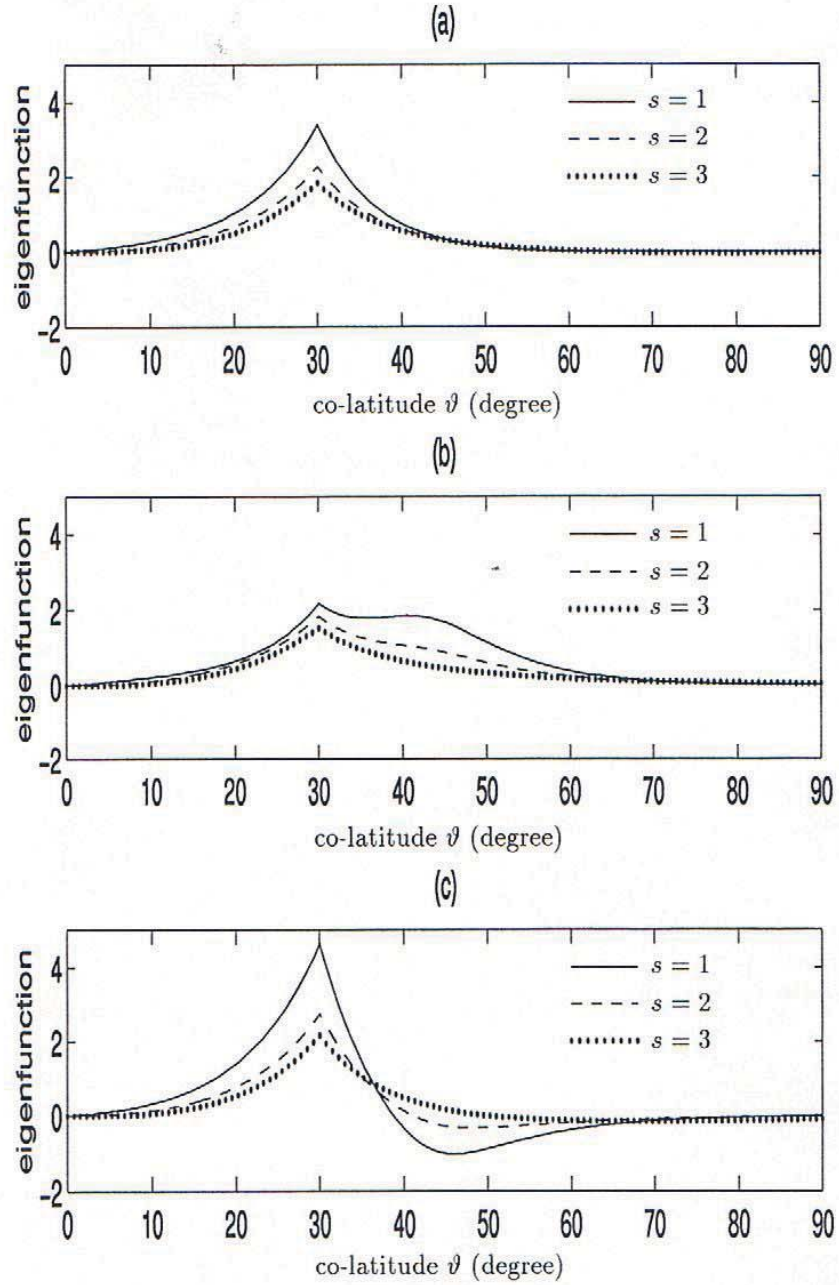 (a)
4
2
0
−2
eigenfunction
s = 1
s = 2
s = 3
0 10 20 30 40 50 60 70 80 90
co-latitude ϑ (degree)
(b)
4
2
0
−2
eigenfunction
s = 1
s = 2
s = 3
0 10 20 30 40 50 60 70 80 90
co-latitude ϑ (degree)
(c)
4
2
0
−2
eigenfunction
s = 1
s = 2
s = 3
0 10 20 30 40 50 60 70 80 90
co-latitude ϑ (degree)